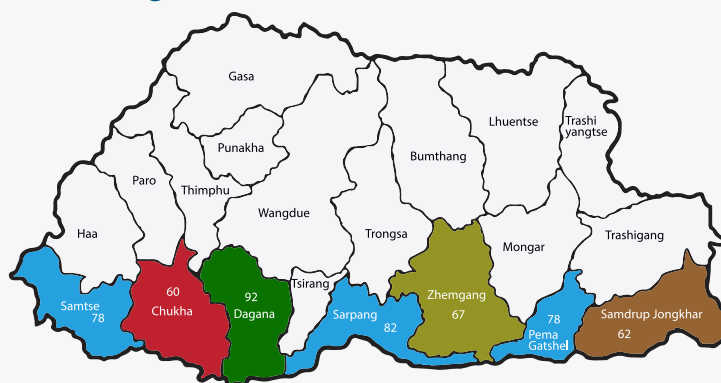 Gasa
Lhuentse
Trashi
yangtse
Punakha
Bumthang
Paro
Thimphu
Wangdue
Haa
Trongsa
Mongar
Trashigang
Tsirang
Samtse
78
60
Chukha
92
Dagana
Sarpang
82
Zhemgang
67
78
Pema
Gatshel
Samdrup Jongkhar
62